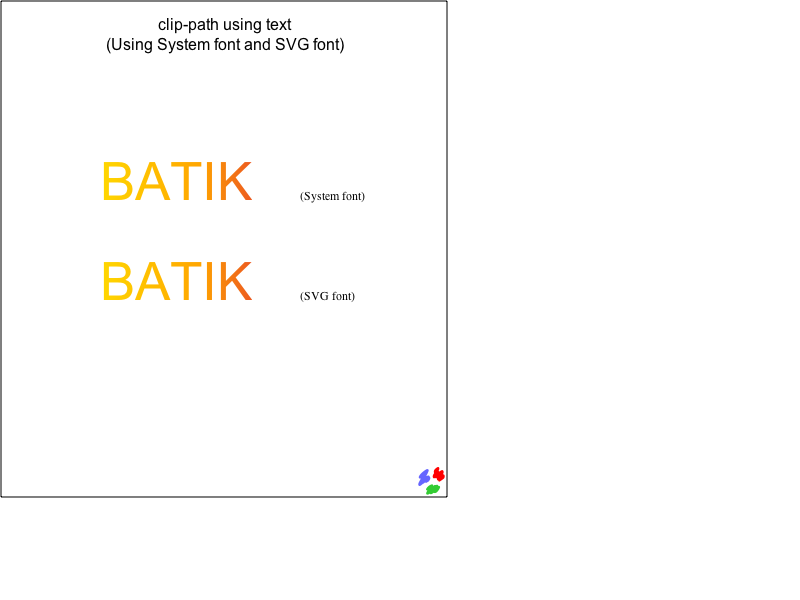 clip-path using text
(Using System font and SVG font)
BATIK (System font)
BATIK (SVG font)